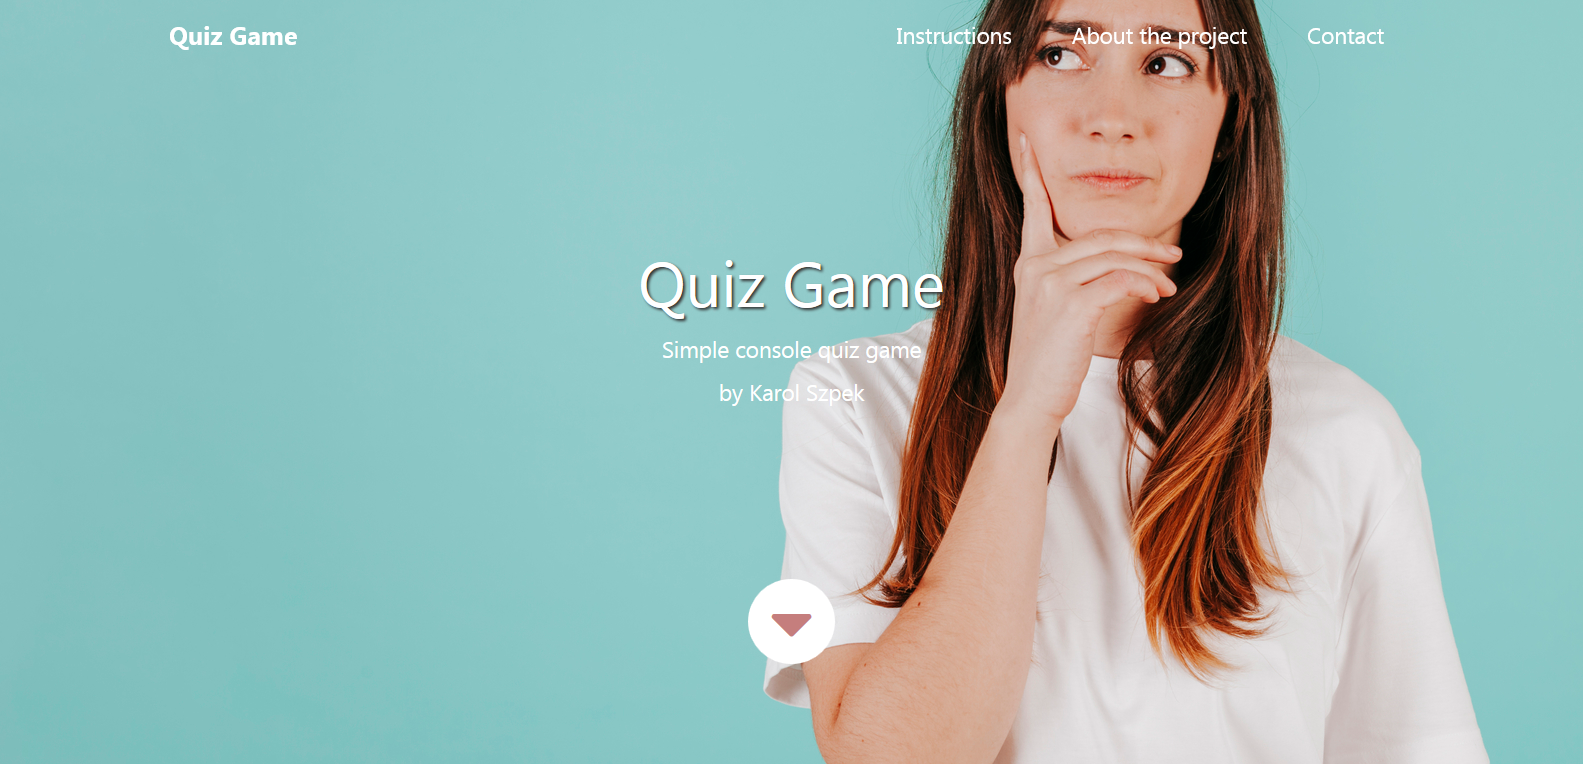 Quiz Game
Instructions
About the project
Contact
Quiz Game
Simple console quiz game
by Karol Szpek